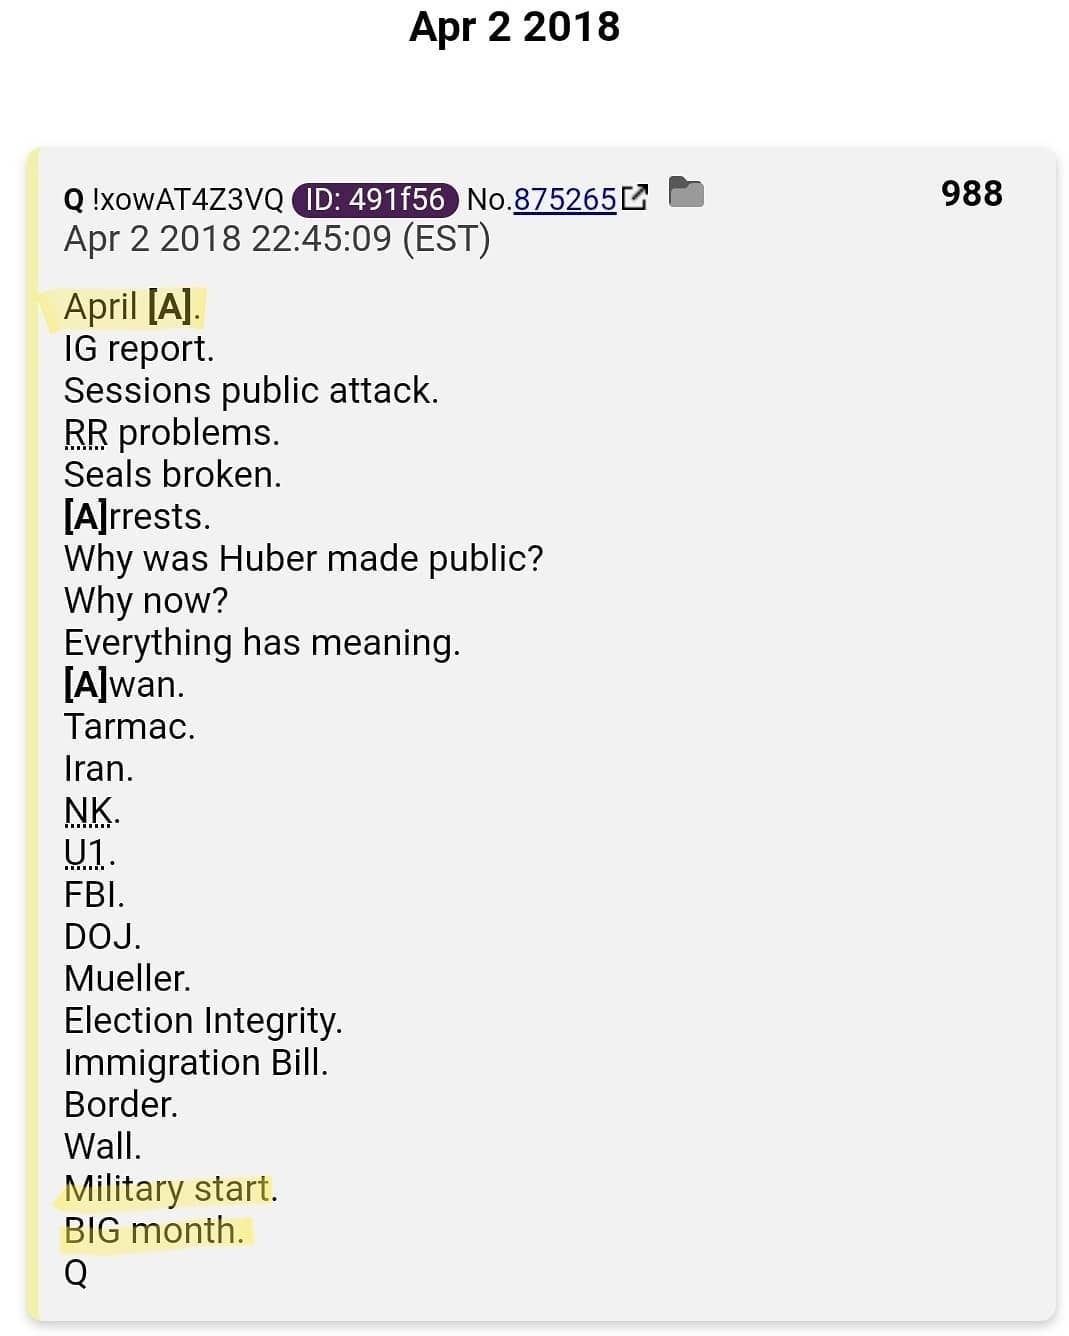 Apr 2 2018
Q !xowAT4Z3VQ ID: 491f56 No.875265 988
Apr 2 2018 22:45:09 (EST)
April [A].
IG report.
Sessions public attack.
RR problems.
Seals broken.
[A]rrests.
Why was Huber made public?
Why now?
Everything has meaning.
[A]wan.
Tarmac.
Iran.
NK.
U1.
FBI.
DOJ.
Mueller.
Election Integrity.
Immigration Bill.
Border.
Wall.
Military start.
BIG month.
Q